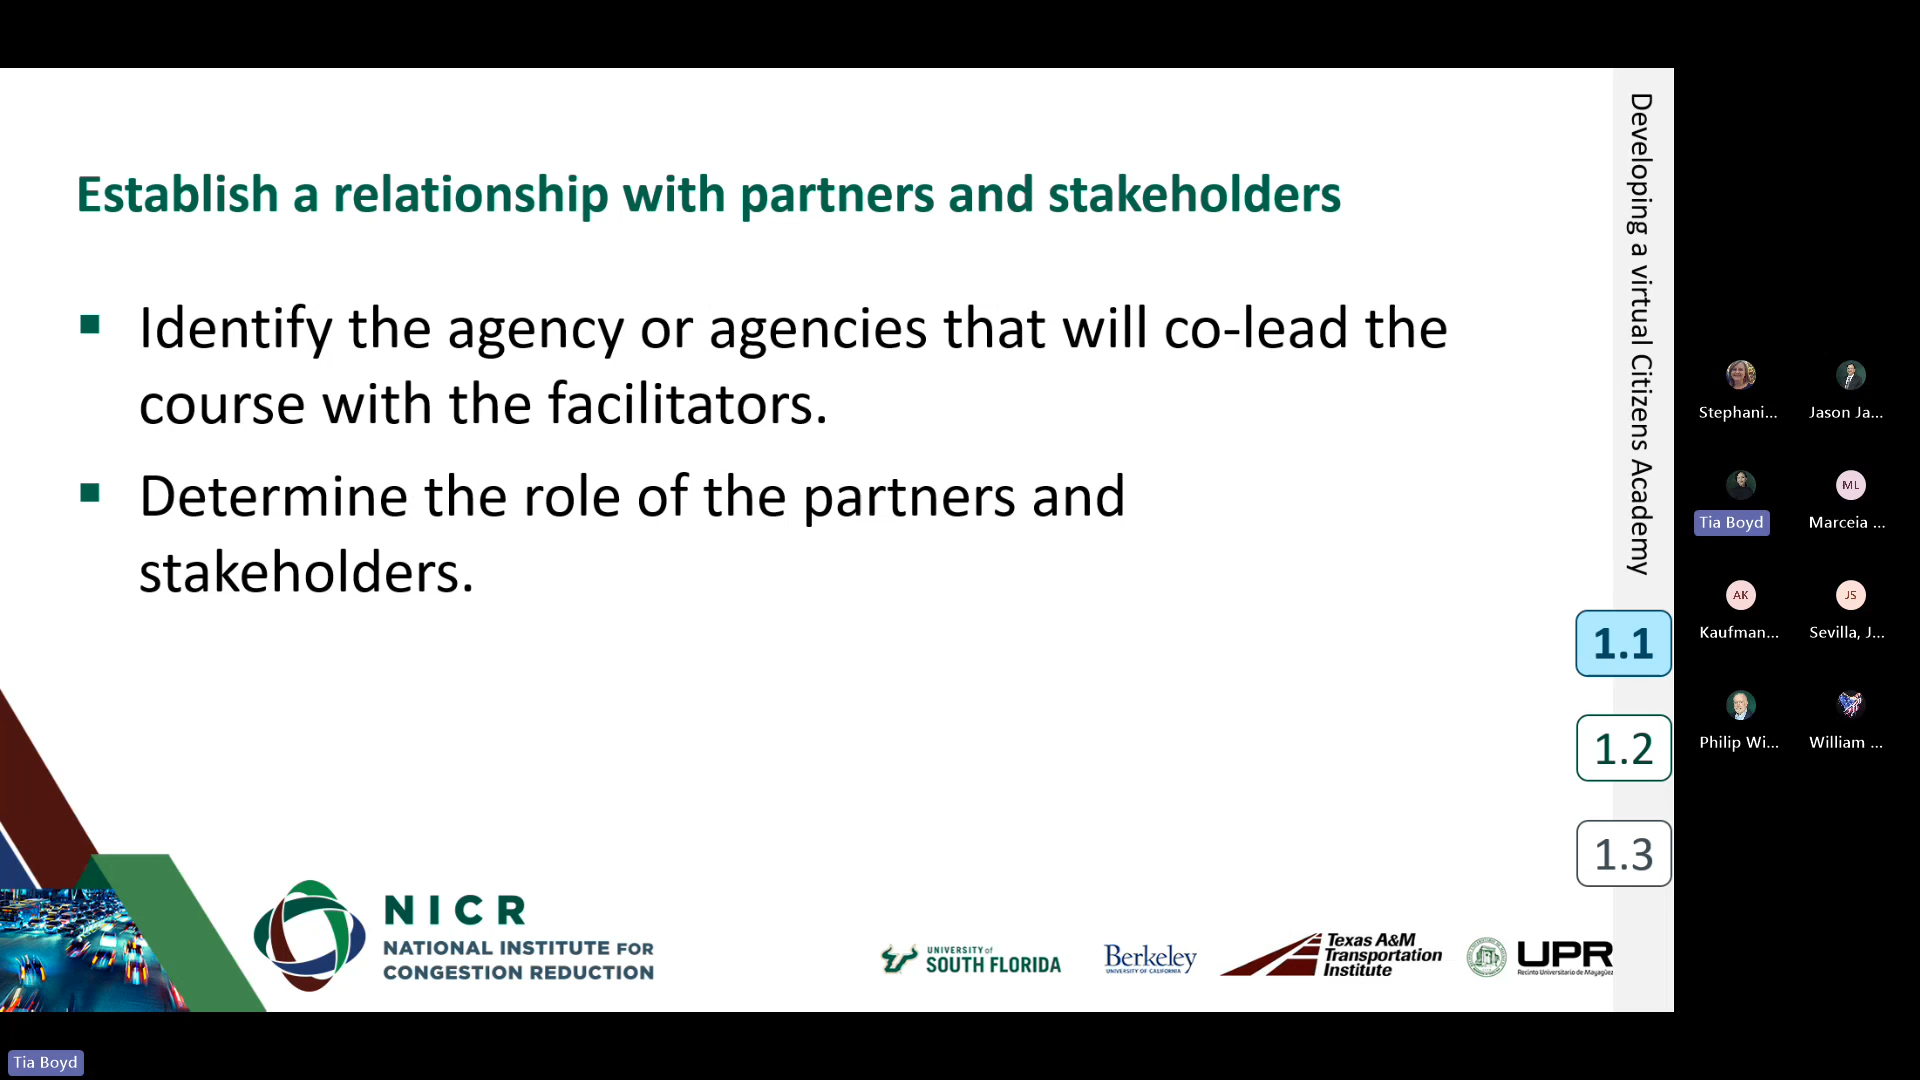 Establish a relationship with partners and stakeholders
Identify the agency or agencies that will co-lead the
course with the facilitators.
Determine the role of the partners and
stakeholders.
Developing a virtual Citizens Academy
1.1
1.2
1.3
NICR
NATIONAL INSTITUTE FOR
CONGESTION REDUCTION
UNIVERSITY of
SOUTH FLORIDA
Berkeley
UNIVERSITY OF CALIFORNIA
Texas A&M
Transportation
Institute
UPR
Recinto Universitario de Mayagüez
Stephani...
Jason Ja...
Tia Boyd
ML
Marceia ...
AK
Kaufman...
JS
Sevilla, J...
Philip Wi...
William ...
Tia Boyd